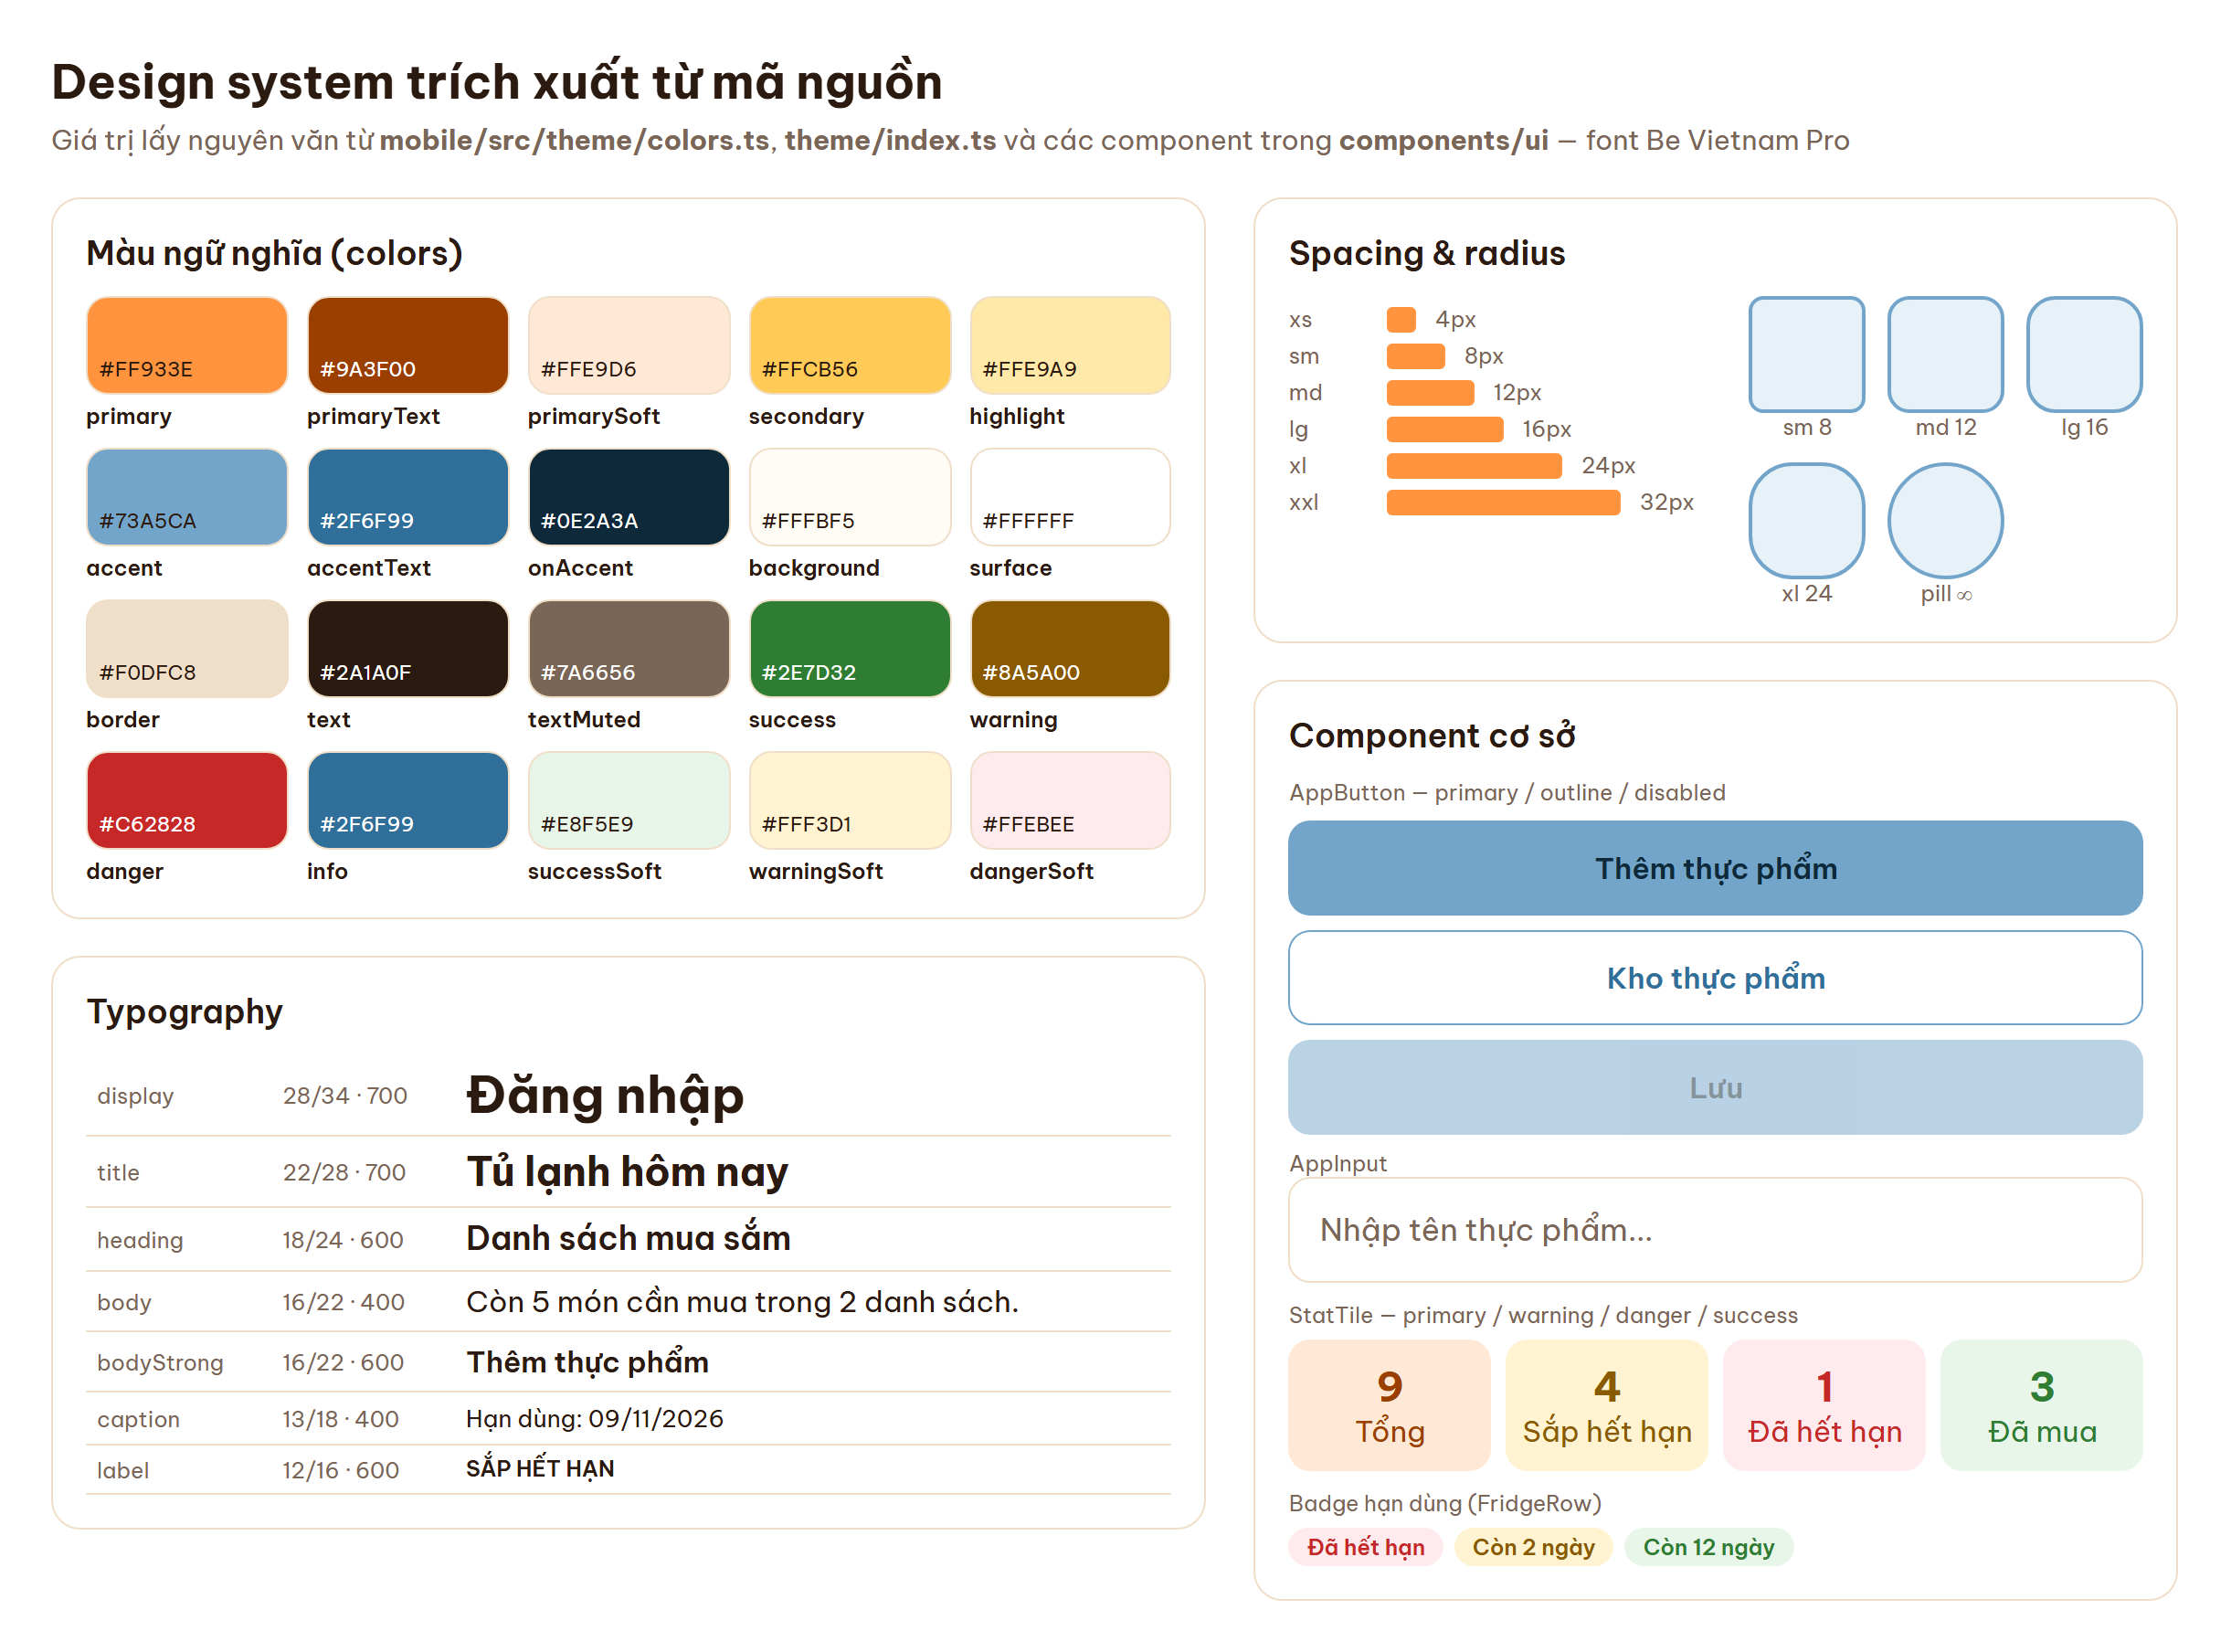 Design system trích xuất từ mã nguồn
Giá trị lấy nguyên văn từ mobile/src/theme/colors.ts, theme/index.ts và các component trong components/ui — font Be Vietnam Pro
Màu ngữ nghĩa (colors)
#FF933E #9A3F00 #FFE9D6 #FFCB56 #FFE9A9
primary primaryText primarySoft secondary highlight
#73A5CA #2F6F99 #0E2A3A #FFFBF5 #FFFFFF
accent accentText onAccent background surface
#F0DFC8 #2A1A0F #7A6656 #2E7D32 #8A5A00
border text textMuted success warning
#C62828 #2F6F99 #E8F5E9 #FFF3D1 #FFEBEE
danger info successSoft warningSoft dangerSoft
Typography
display 28/34 · 700 Đăng nhập
title 22/28 · 700 Tủ lạnh hôm nay
heading 18/24 · 600 Danh sách mua sắm
body 16/22 · 400 Còn 5 món cần mua trong 2 danh sách.
bodyStrong 16/22 · 600 Thêm thực phẩm
caption 13/18 · 400 Hạn dùng: 09/11/2026
label 12/16 · 600 SẮP HẾT HẠN
Spacing & radius
xs 4px
sm 8px
md 12px
lg 16px
xl 24px
xxl 32px
sm 8 md 12 lg 16
xl 24 pill ∞
Component cơ sở
AppButton — primary / outline / disabled
Thêm thực phẩm
Kho thực phẩm
Lưu
AppInput
Nhập tên thực phẩm...
StatTile — primary / warning / danger / success
9 4 1 3
Tổng Sắp hết hạn Đã hết hạn Đã mua
Badge hạn dùng (FridgeRow)
Đã hết hạn Còn 2 ngày Còn 12 ngày